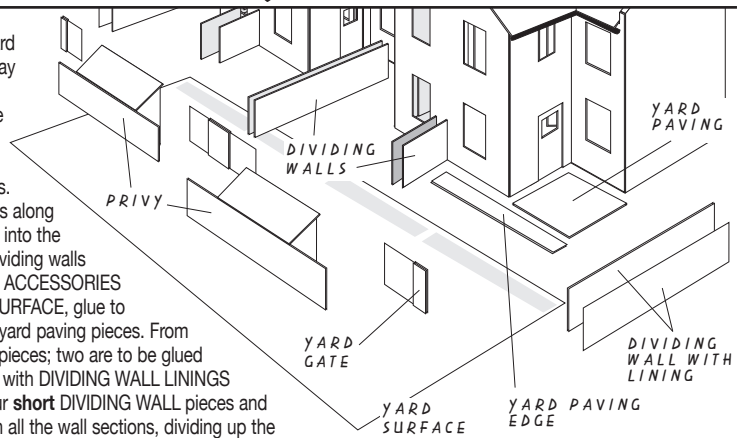 rd
ay
e
s.
s along
into the
viding walls
ACCESSORIES
URFACE, glue to
yard paving pieces. From
pieces; two are to be glued
with DIVIDING WALL LININGS
ur short DIVIDING WALL pieces and
n all the wall sections, dividing up the
PRIVY
DIVIDING
WALLS
YARD
PAVING
YARD
GATE
YARD
SURFACE
YARD PAVING
EDGE
DIVIDING
WALL WITH
LINING